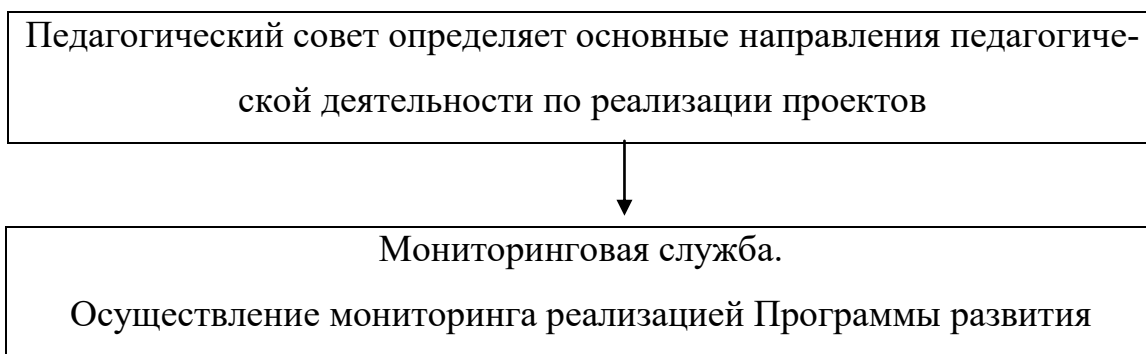 Педагогический совет определяет основные направления педагогиче-
ской деятельности по реализации проектов
Мониторинговая служба.
Осуществление мониторинга реализацией Программы развития